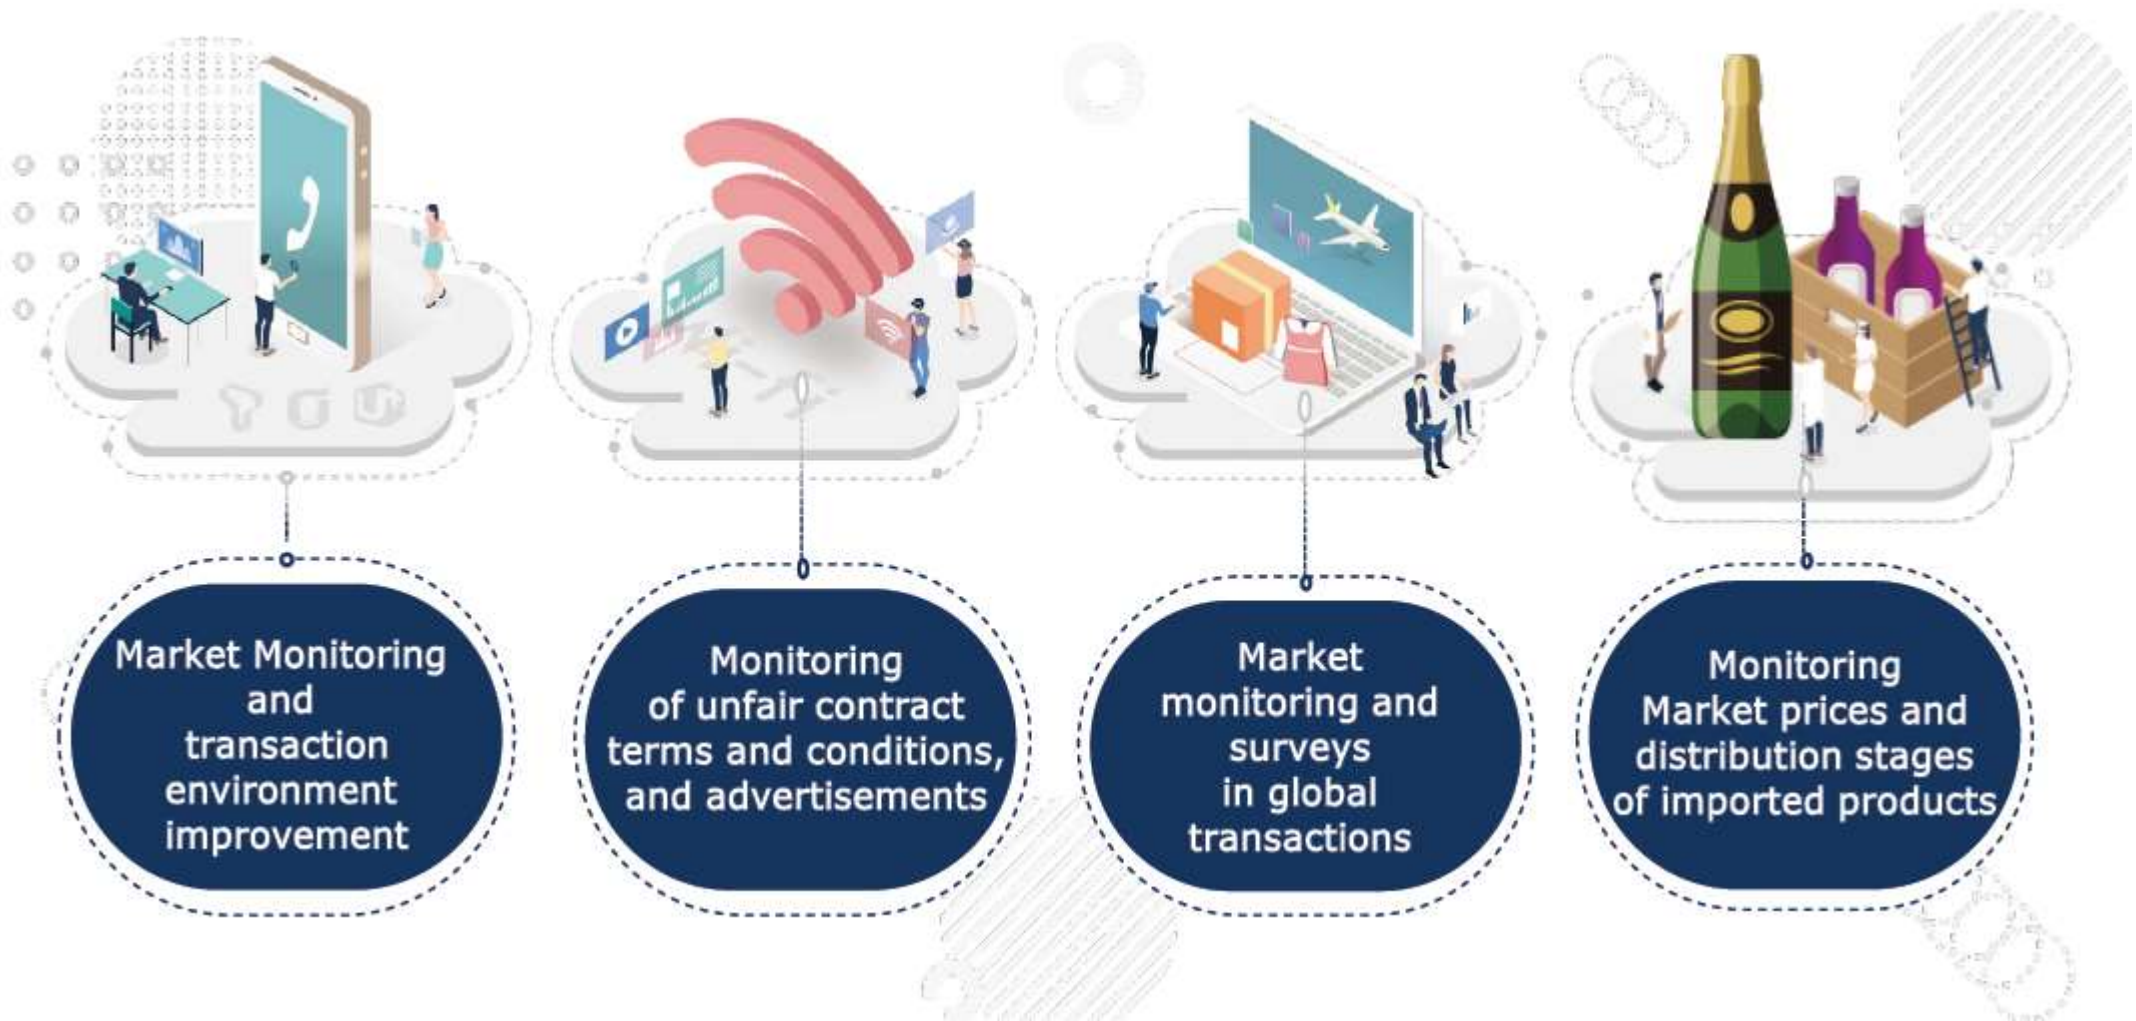 Market Monitoring
and
transaction
environment
improvement
Monitoring
of unfair contract
terms and conditions,
and advertisements
Market
monitoring and
surveys
in global
transactions
Monitoring
Market prices and
distribution stages
of imported products